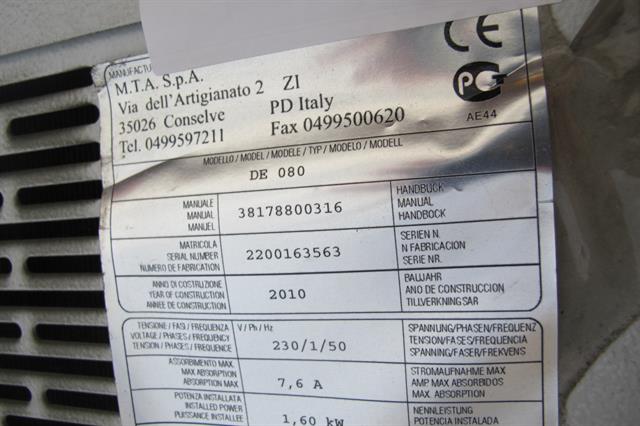 MANUFACTU
M.T.A. S.p.A.
Via dell'Artigianato 2 ZI
35026 Conselve PD Italy
Tel. 0499597211 Fax 0499500620
CE
PG
AE44
MODELLO / MODEL / MODELE / TYP / MODELO / MODELL
DE 080
MANUALE
MANUAL
MANUEL
38178800316
HANDBUCK
MANUAL
HANDBOCK
MATRICOLA
SERIAL NUMBER
NUMERO DE FABRICATION
2200163563
SERIEN N.
N FABRICACION
SERIE NR.
ANNO DI COSTRUZIONE
YEAR OF CONSTRUCTION
ANNEE DE CONSTRUCTION
2010
BAUJAHR
ANO DE CONSTRUCCION
TILLVERKNINGSAR
TENSIONE / FASI / FREQUENZA
VOLTAGE / PHASES / FREQUENCY
TENSION / PHASES / FREQUENCE
V / Ph / Hz
230/1/50
SPANNUNG/PHASEN/FREQUENZ
TENSION/FASES/FREQUENCIA
SPANNING/FASER/FREKVENS
ASSORBIMENTO MAX
MAX ABSORPTION
ABSORPTION MAX
7,6 A
STROMAUFNAHME MAX
AMP. MAX ABSORBIDOS
MAX. ABSORPTION
POTENZA INSTALLATA
INSTALLED POWER
PUISSANCE INSTALLEE
1,60 kW
NENNLEISTUNG
POTENCIA INSTALADA